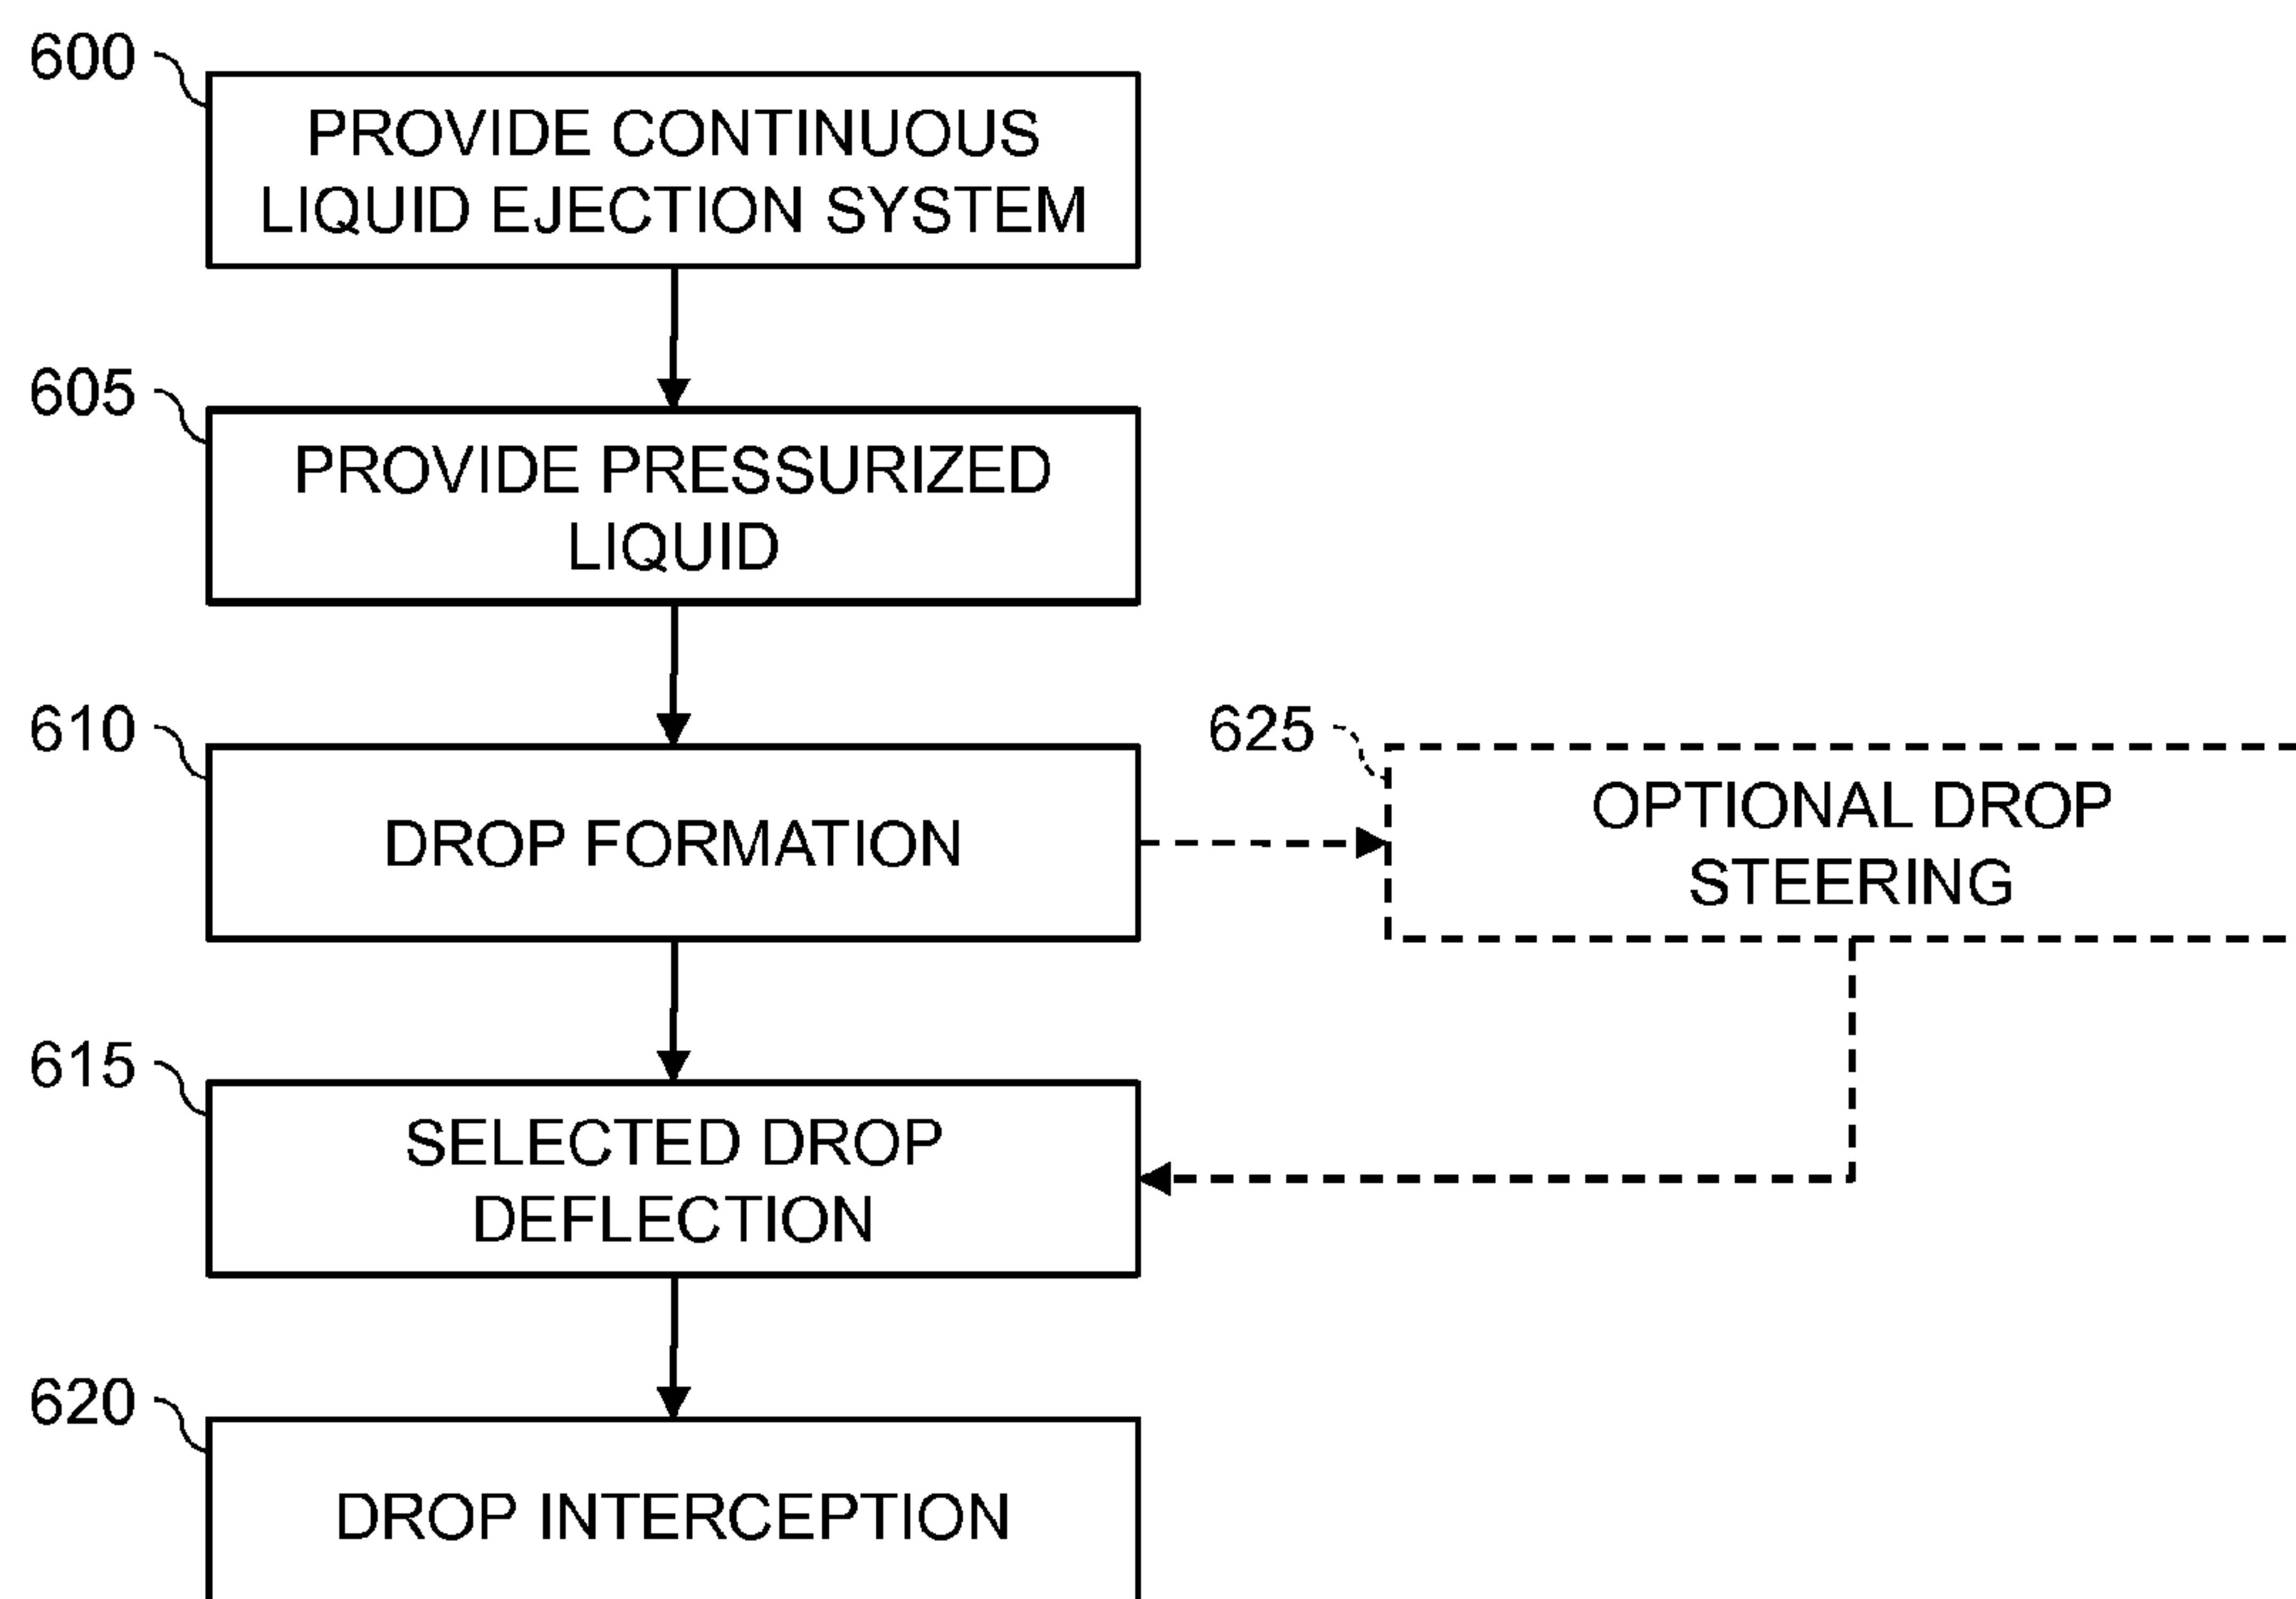 600
PROVIDE CONTINUOUS
LIQUID EJECTION SYSTEM
605
PROVIDE PRESSURIZED
LIQUID
610
DROP FORMATION
625
OPTIONAL DROP
STEERING
615
SELECTED DROP
DEFLECTION
620
DROP INTERCEPTION